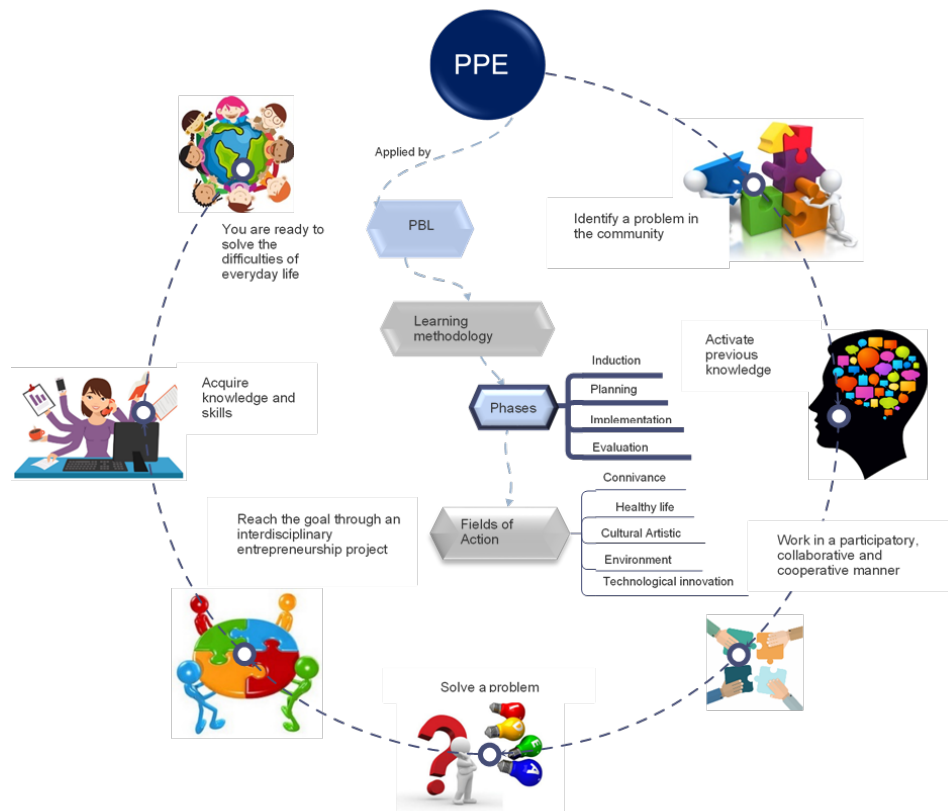 PPE
Applied by
PBL
Learning
methodology
Phases
Induction
Planning
Implementation
Evaluation
Fields of
Action
Connivance
Healthy life
Cultural Artistic
Environment
Technological innovation
Identify a problem in
the community
Activate
previous
knowledge
Work in a participatory,
collaborative and
cooperative manner
Solve a problem
I
D
E
A
Reach the goal through an
interdisciplinary
entrepreneurship project
Acquire
knowledge and
skills
You are ready to
solve the
difficulties of
everyday life